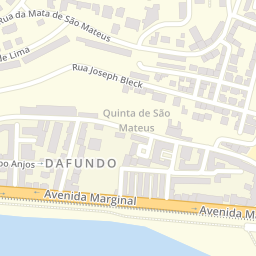 Rua da Mata de São Mateus
de Lima
Rua Joseph Bleck
Quinta de São
Mateus
DAFUNDO
Anjos
Avenida Marginal
Avenida